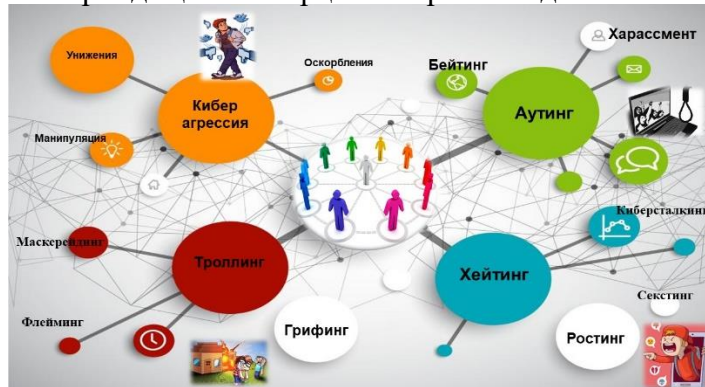 Унижения
Оскорбления
Кибер
агрессия
Манипуляция
Харассмент
Бейтинг
Аутинг
Маскерейдинг
Троллинг
Флейминг
Грифинг
Киберсталкинг
Хейтинг
Секстинг
Ростинг